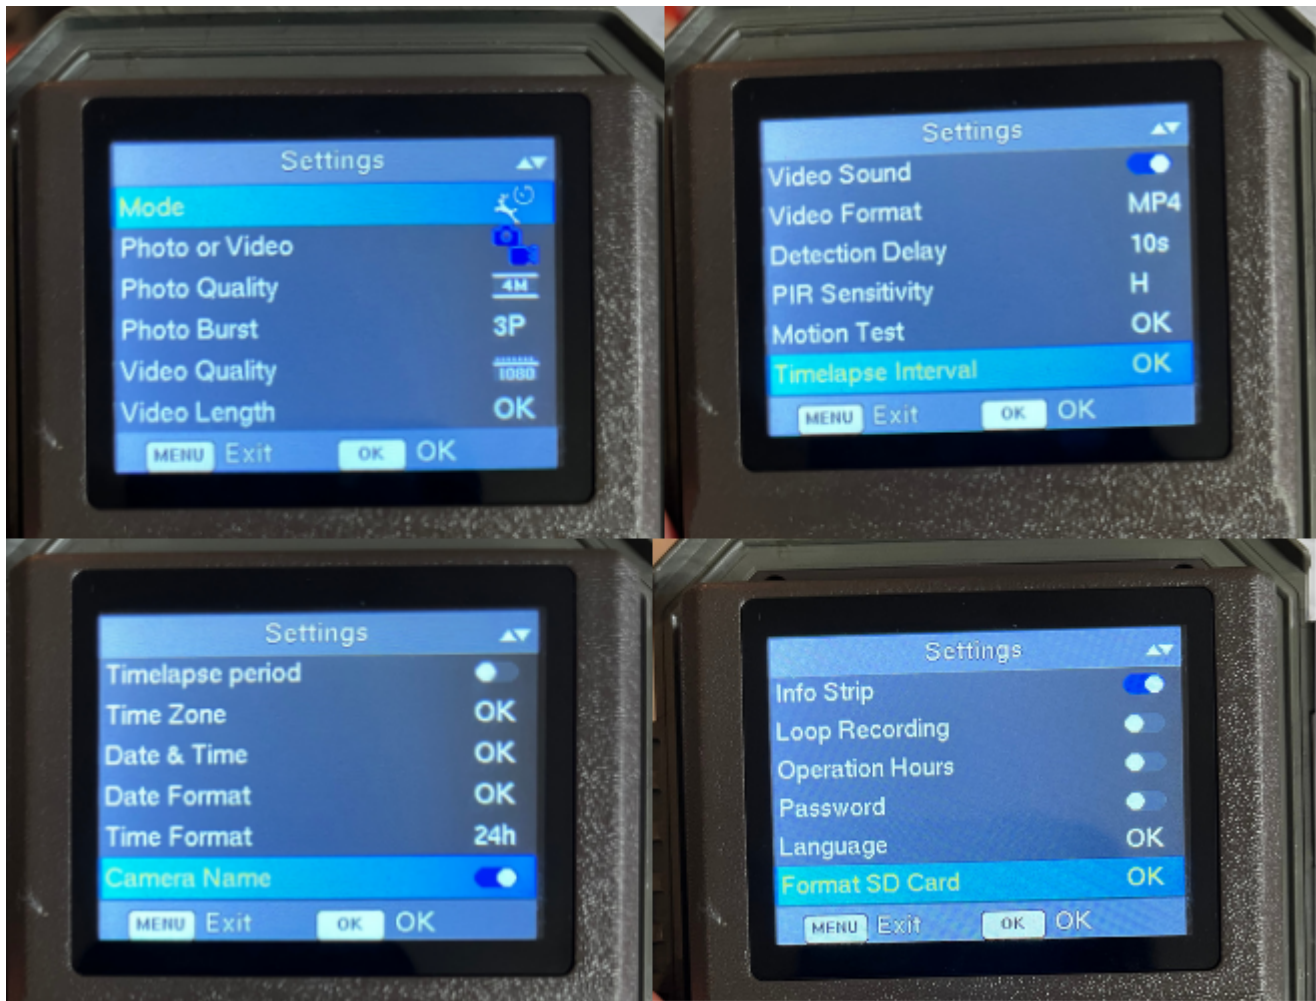 Settings
Mode
Photo or Video
Photo Quality 4M
Photo Burst 3P
Video Quality 1080
Video Length OK
MENU Exit OK OK
Settings
Video Sound
Video Format MP4
Detection Delay 10s
PIR Sensitivity H
Motion Test OK
Timelapse Interval OK
MENU Exit OK OK
Settings
Timelapse period
Time Zone OK
Date & Time OK
Date Format OK
Time Format 24h
Camera Name
MENU Exit OK OK
Settings
Info Strip
Loop Recording
Operation Hours
Password
Language OK
Format SD Card OK
MENU Exit OK OK